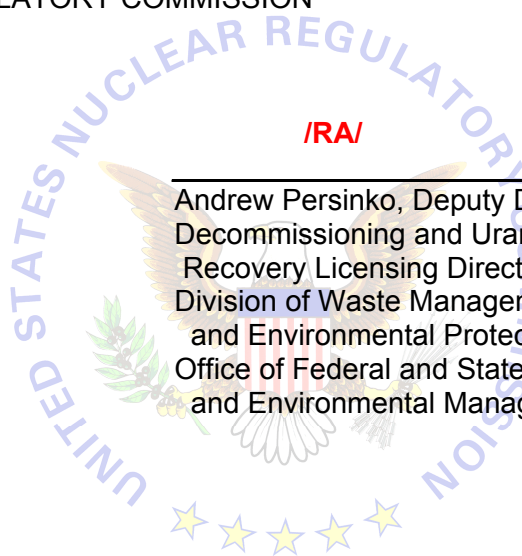 LATORY COMMISSION
UNITED STATES NUCLEAR REGULATORY
/RA/
Andrew Persinko, Deputy D
Decommissioning and Uran
Recovery Licensing Direct
Division of Waste Manager
and Environmental Protec
Office of Federal and State
and Environmental Manag